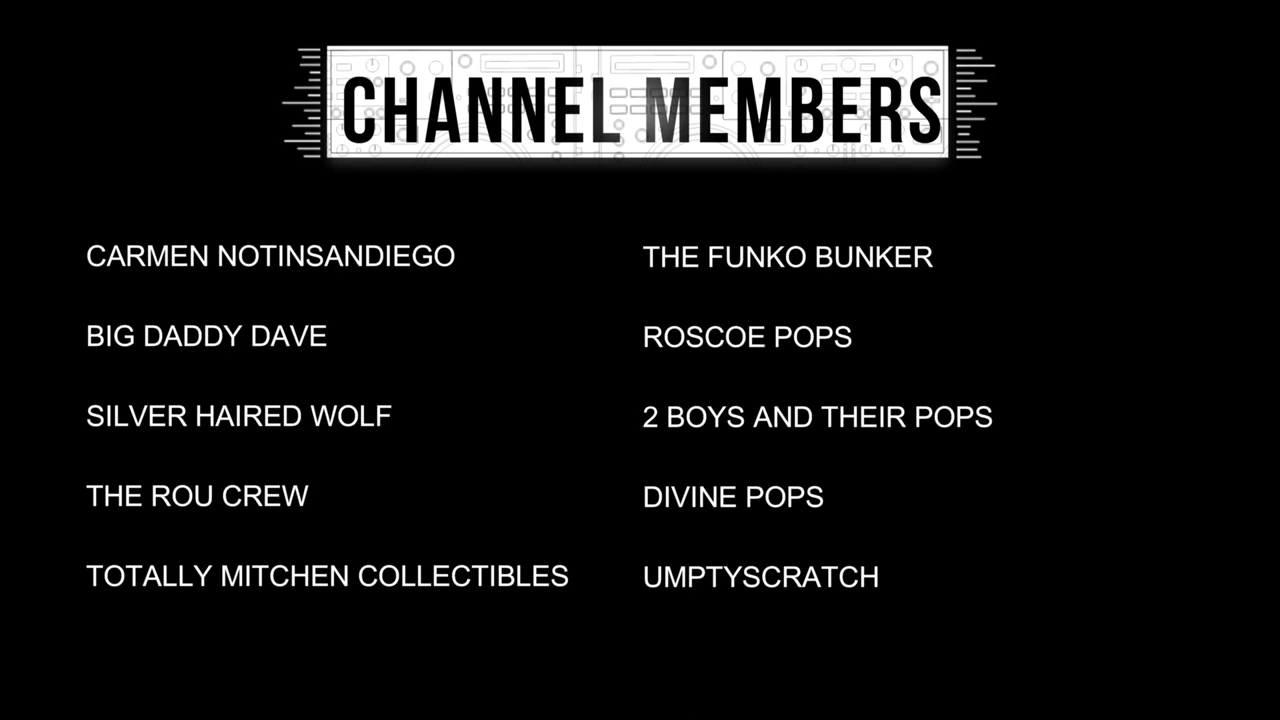 CHANNEL MEMBERS
CARMEN NOTINSANDIEGO
BIG DADDY DAVE
SILVER HAIRED WOLF
THE ROU CREW
TOTALLY MITCHEN COLLECTIBLES
THE FUNKO BUNKER
ROSCOE POPS
2 BOYS AND THEIR POPS
DIVINE POPS
UMPTYSCRATCH